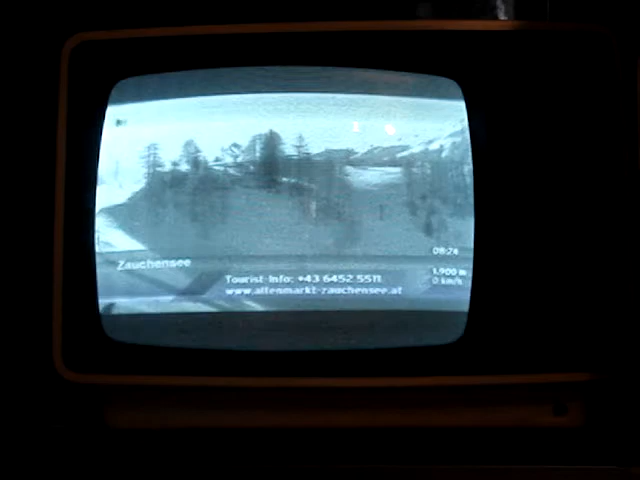 08:24
Zauchensee
1.900 m
Tourist-Info: +43 6452 5511
0 km/h
www.altenmarkt-zauchensee.at